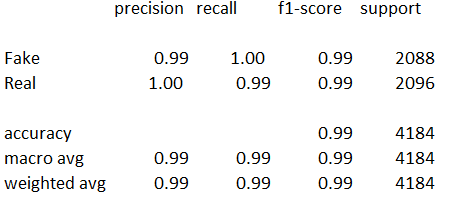 precision recall f1-score support
Fake 0.99 1.00 0.99 2088
Real 1.00 0.99 0.99 2096
accuracy 0.99 4184
macro avg 0.99 0.99 0.99 4184
weighted avg 0.99 0.99 0.99 4184